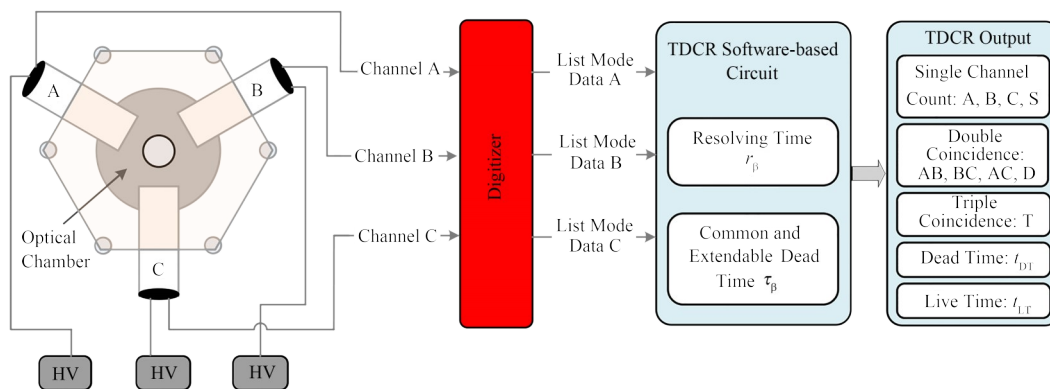 A
B
C
Optical
Chamber
HV
HV
HV
Channel A
Channel B
Channel C
Digitizer
List Mode
Data A
List Mode
Data B
List Mode
Data C
TDCR Software-based
Circuit
Resolving Time
rβ
Common and
Extendable Dead
Time τβ
TDCR Output
Single Channel
Count: A, B, C, S
Double
Coincidence:
AB, BC, AC, D
Triple
Coincidence: T
Dead Time: tDT
Live Time: tLT